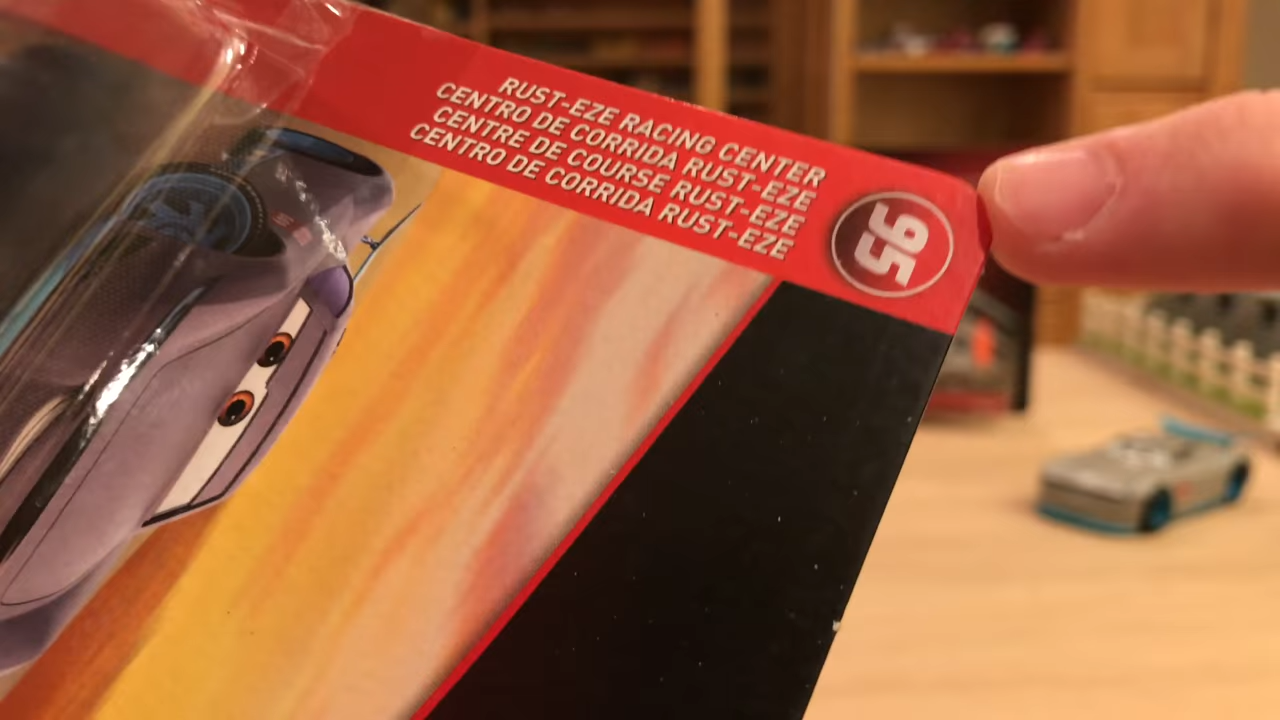 RUST-EZE RACING CENTER
CENTRO DE CORRIDA RUST-EZE
CENTRE DE COURSE RUST-EZE
CENTRO DE CORRIDA RUST-EZE
95